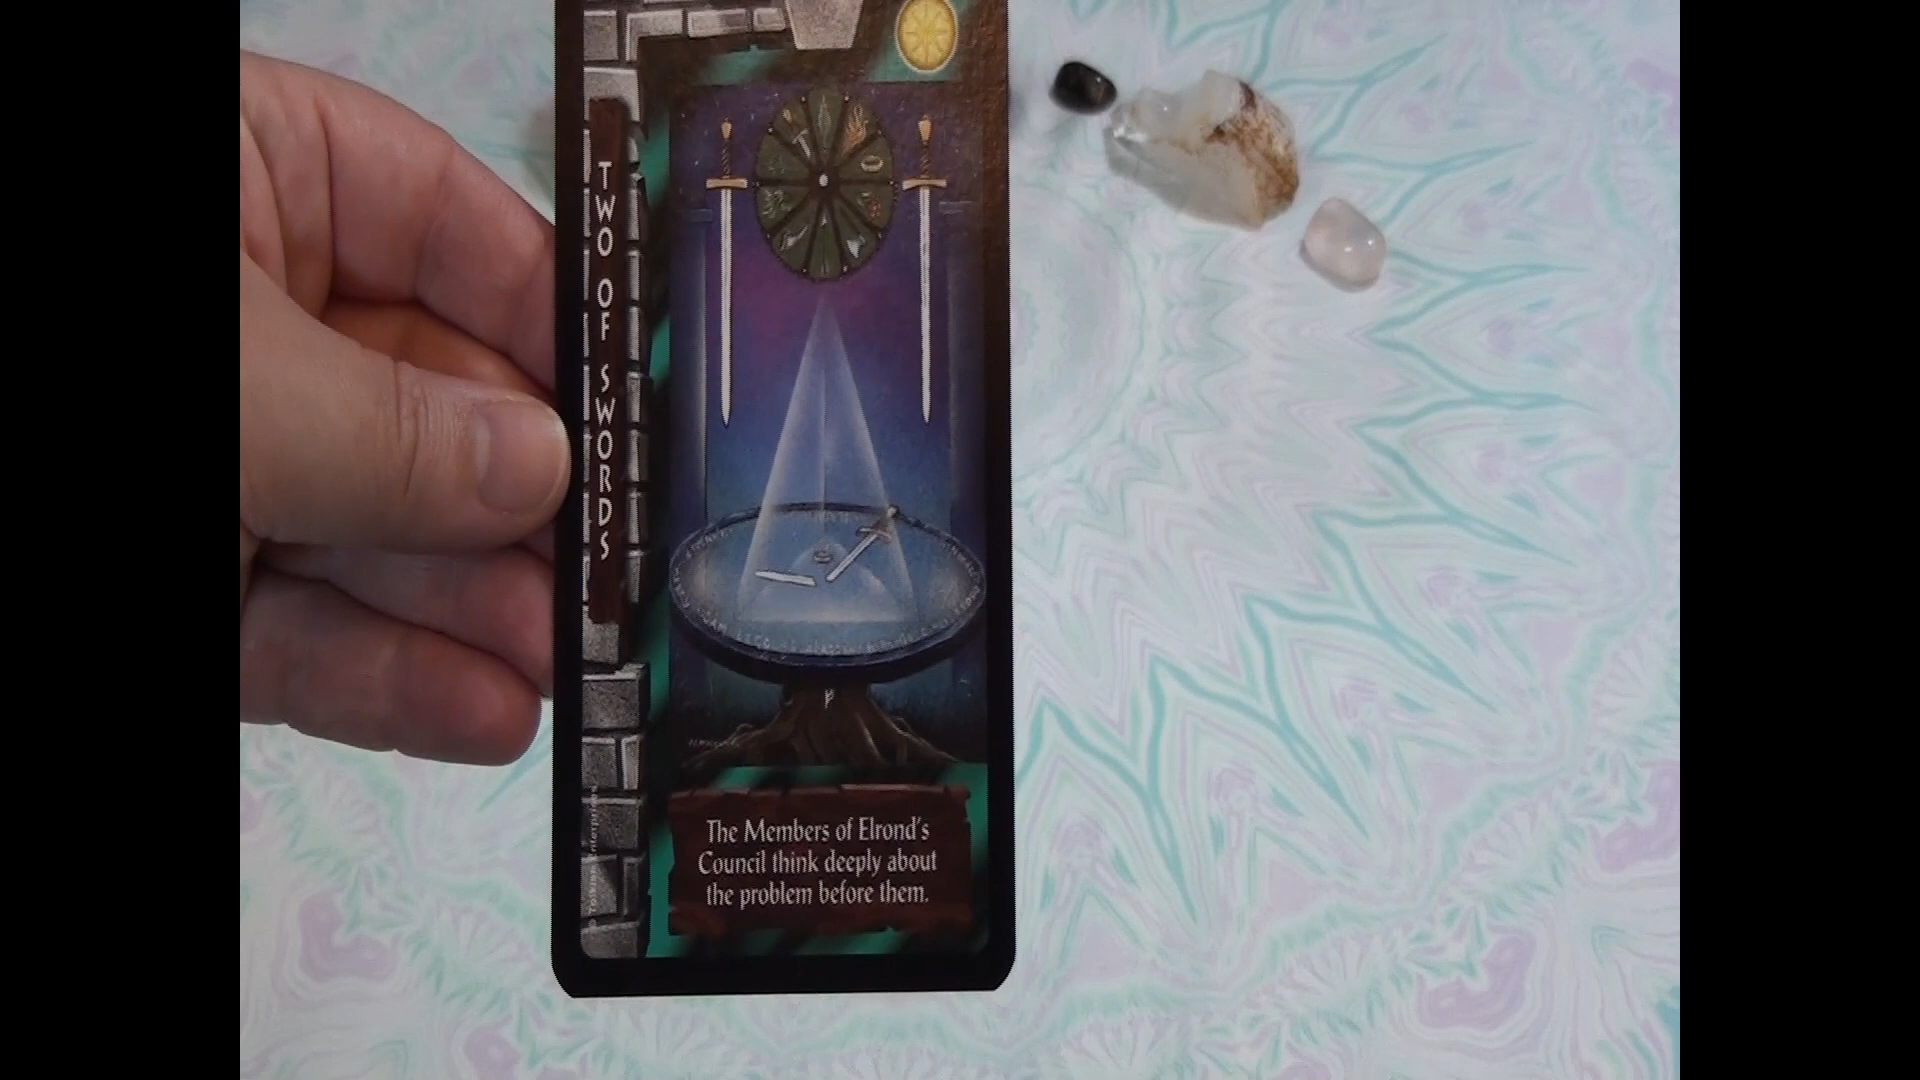 TWO OF SWORDS
The Members of Elrond's
Council think deeply about
the problem before them.